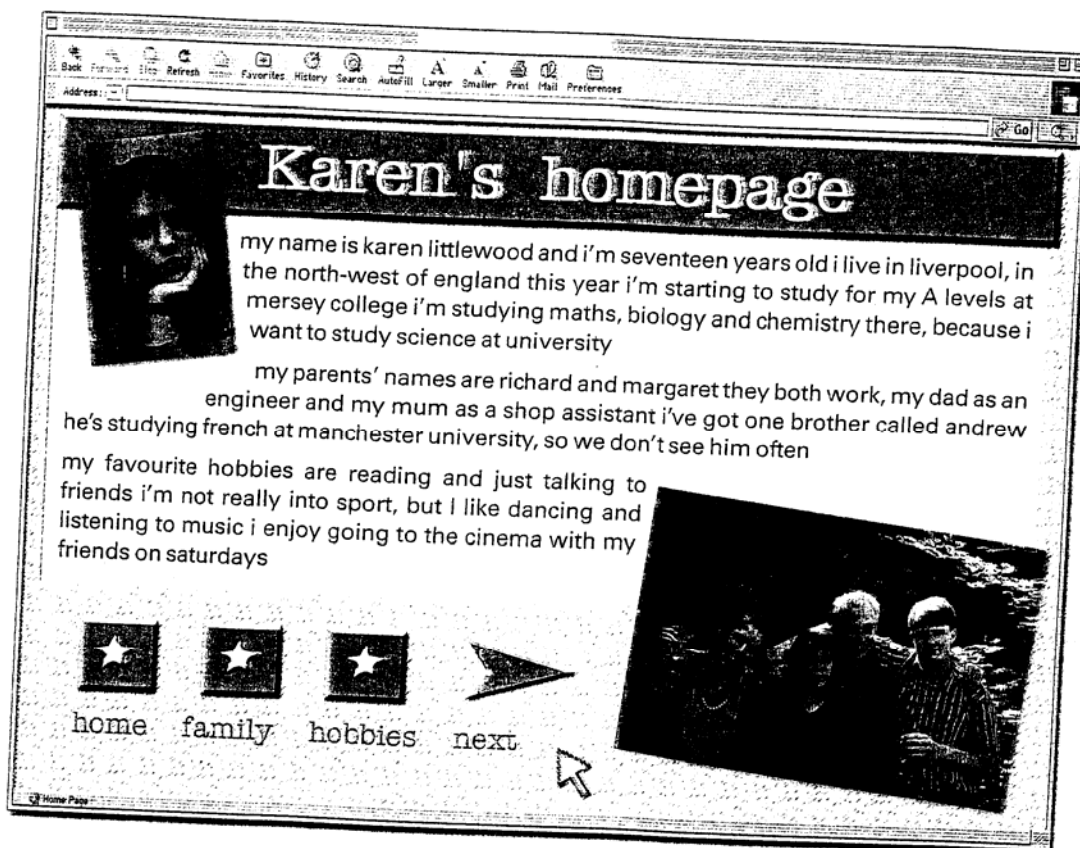 Back Forward Stop Refresh Home Favorites History Search AutoFill Larger Smaller Print Mail Preferences
Address:
Go
Karen's homepage
my name is karen littlewood and i'm seventeen years old i live in liverpool, in
the north-west of england this year i'm starting to study for my A levels at
mersey college i'm studying maths, biology and chemistry there, because i
want to study science at university
my parents' names are richard and margaret they both work, my dad as an
engineer and my mum as a shop assistant i've got one brother called andrew
he's studying french at manchester university, so we don't see him often
my favourite hobbies are reading and just talking to
friends i'm not really into sport, but I like dancing and
listening to music i enjoy going to the cinema with my
friends on saturdays
home family hobbies next
Home Page